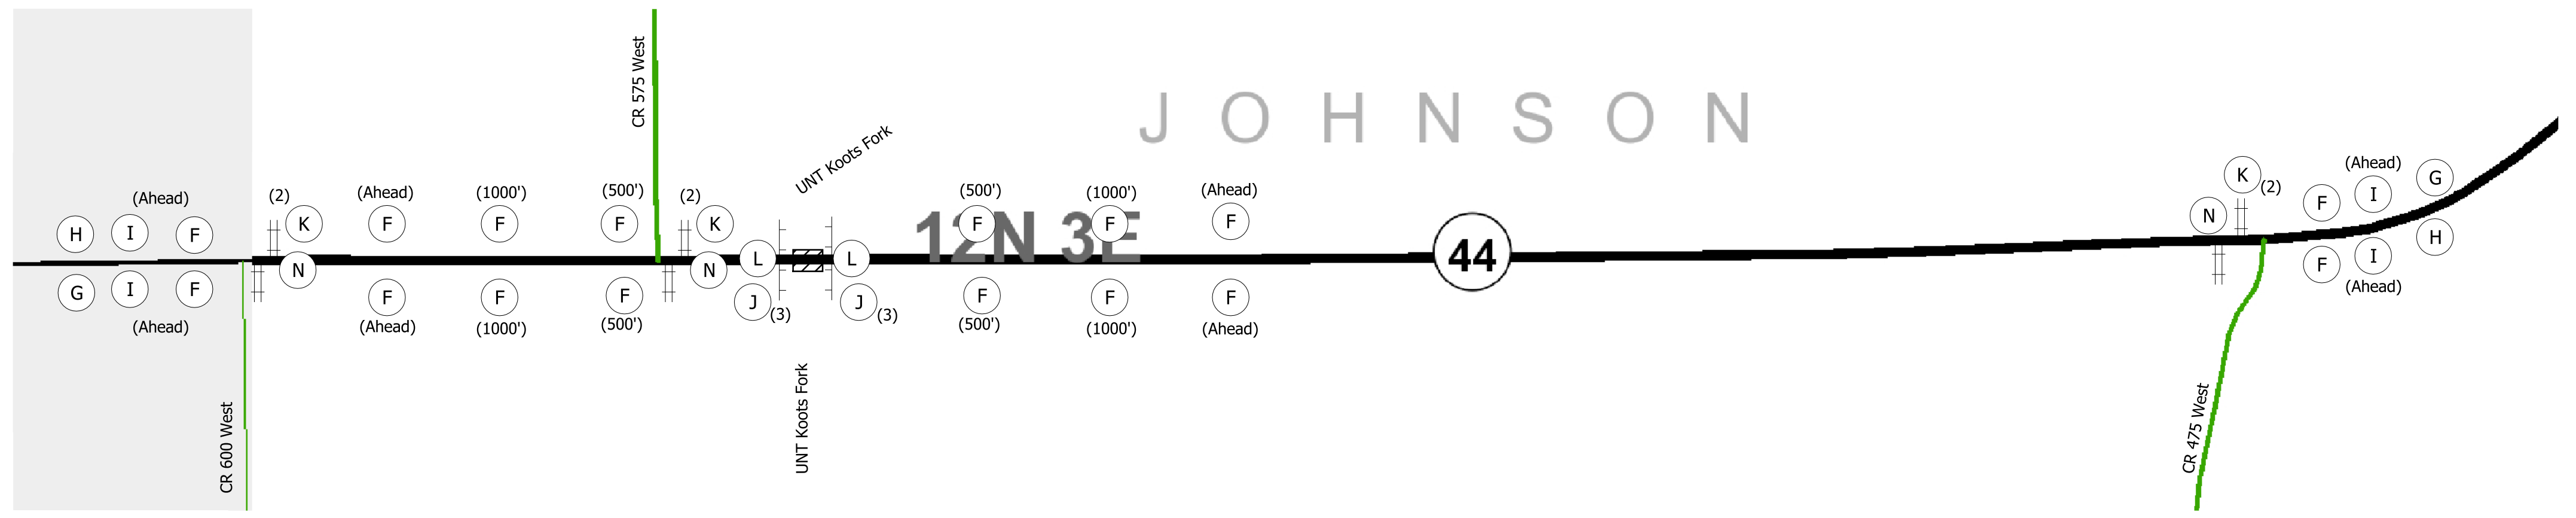 CR 575 West
UNT Koots Fork
JOHNSON
(Ahead)
(2)
(Ahead)
(1000')
(500')
(2)
(500')
(1000')
(Ahead)
(2)
(Ahead)
H I F K F F F K F F F N K F I G
12N 3E
N N L L 44
G I F F F F J (3) J (3) F F F F I H
(Ahead)
(Ahead)
(1000')
(500')
(500')
(1000')
(Ahead)
(Ahead)
CR 600 West
UNT Koots Fork
CR 475 West